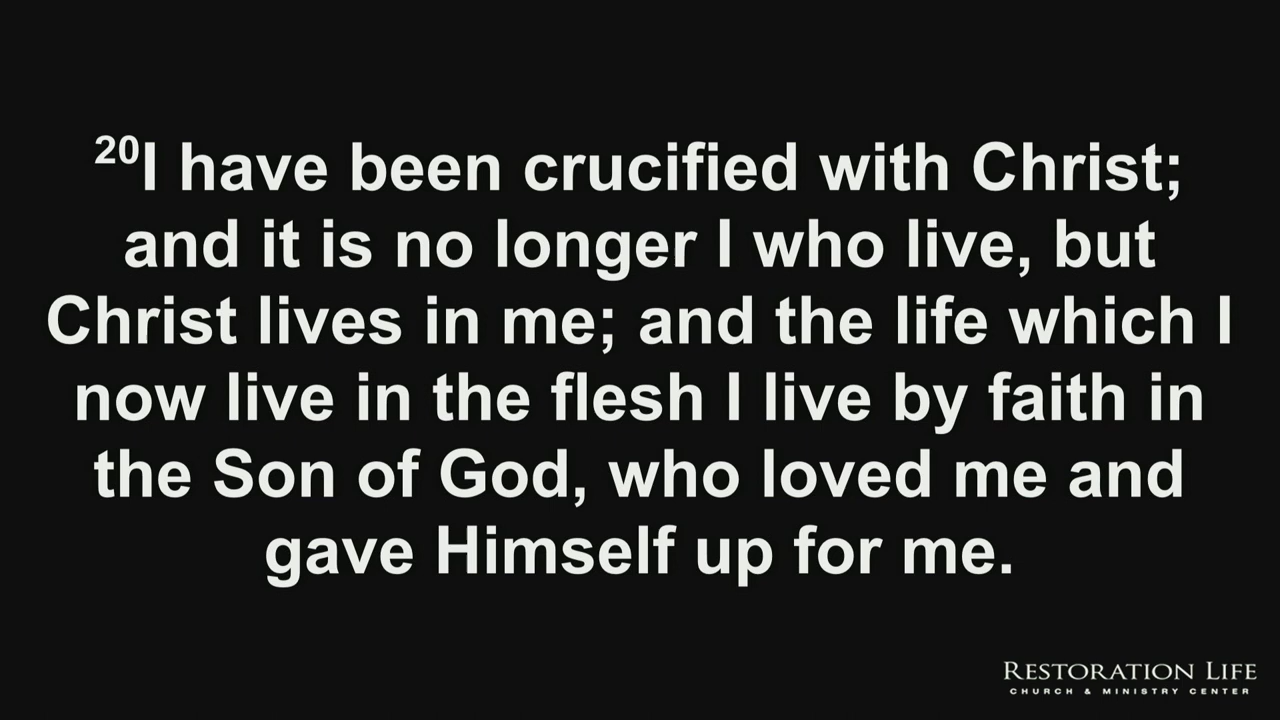 20I have been crucified with Christ;
and it is no longer I who live, but
Christ lives in me; and the life which I
now live in the flesh I live by faith in
the Son of God, who loved me and
gave Himself up for me.
RESTORATION LIFE
CHURCH & MINISTRY CENTER